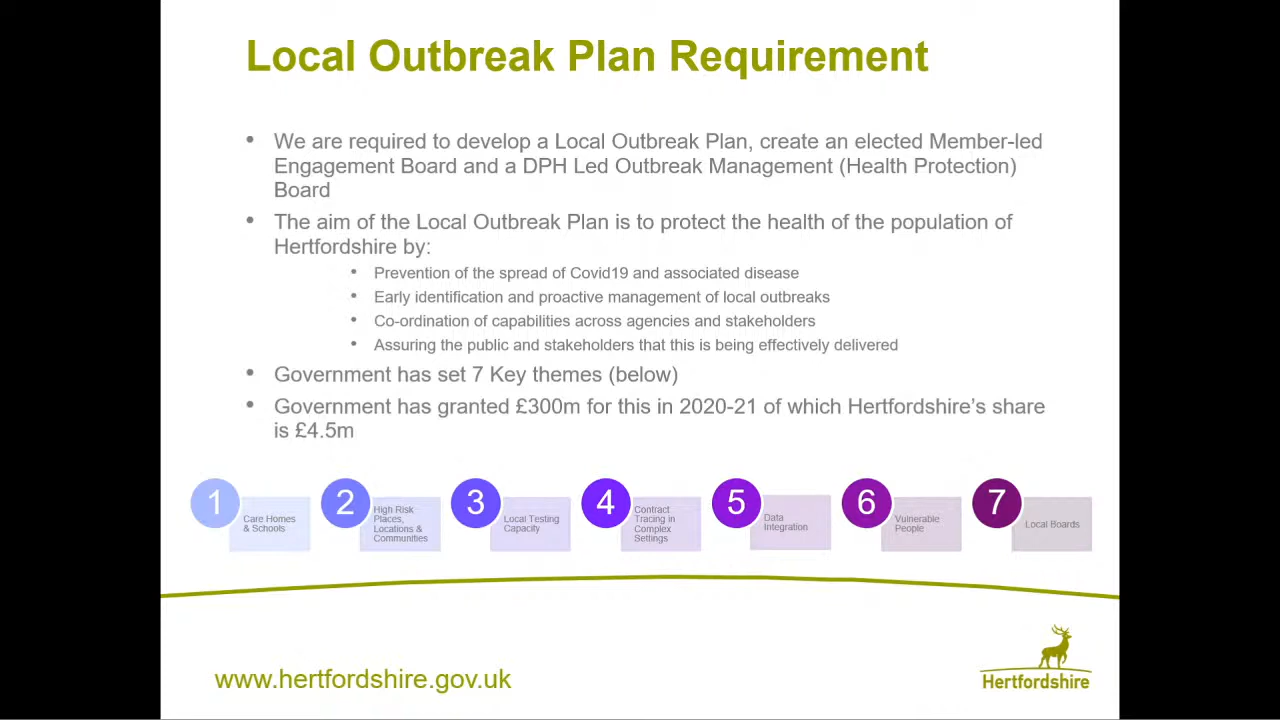 Local Outbreak Plan Requirement
• We are required to develop a Local Outbreak Plan, create an elected Member-led
Engagement Board and a DPH Led Outbreak Management (Health Protection)
Board
• The aim of the Local Outbreak Plan is to protect the health of the population of
Hertfordshire by:
• Prevention of the spread of Covid19 and associated disease
• Early identification and proactive management of local outbreaks
• Co-ordination of capabilities across agencies and stakeholders
• Assuring the public and stakeholders that this is being effectively delivered
• Government has set 7 Key themes (below)
• Government has granted £300m for this in 2020-21 of which Hertfordshire’s share
is £4.5m
1
Care Homes
& Schools
2
High Risk
Places,
Locations &
Communities
3
Local Testing
Capacity
4
Contract
Tracing in
Complex
Settings
5
Data
Integration
6
Vulnerable
People
7
Local Boards
www.hertfordshire.gov.uk
Hertfordshire